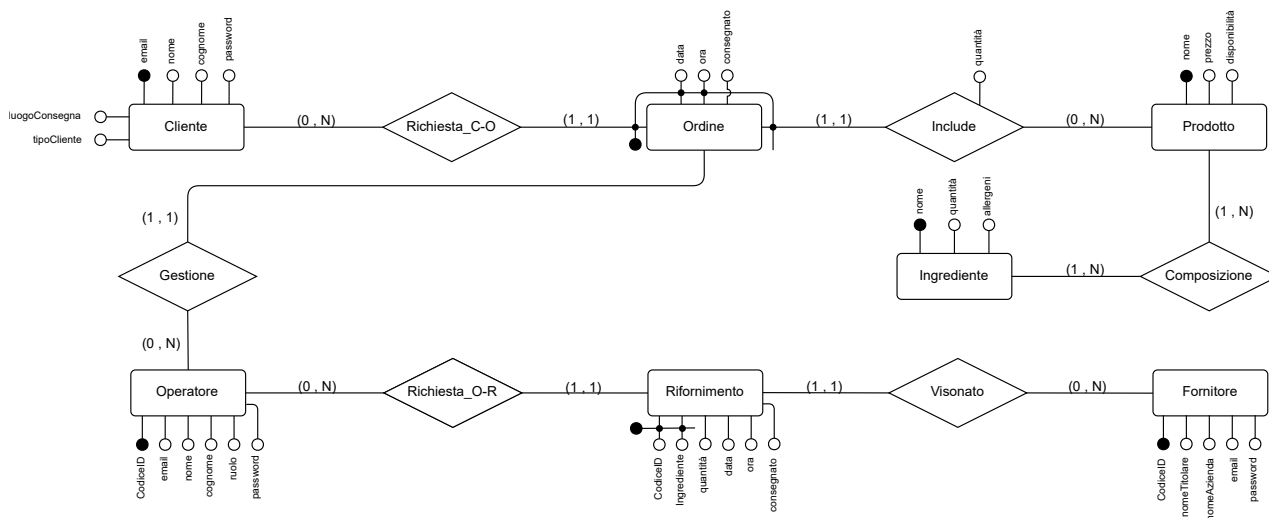 email
nome
cognome
password
luogoConsegna
tipoCliente
Cliente
(0 , N)
Richiesta_C-O
(1 , 1)
data
ora
consegnato
Ordine
(1 , 1)
quantità
Include
(0 , N)
nome
prezzo
disponibilità
Prodotto
(1 , N)
nome
quantità
allergeni
Ingrediente
(1 , N)
Composizione
(1 , 1)
Gestione
(0 , N)
Operatore
(0 , N)
Richiesta_O-R
(1 , 1)
Rifornimento
(1 , 1)
Visonato
(0 , N)
Fornitore
CodiceID
email
nome
cognome
ruolo
password
CodiceID
Ingrediente
quantità
data
ora
consegnato
CodiceID
nomeTitolare
nomeAzienda
email
password